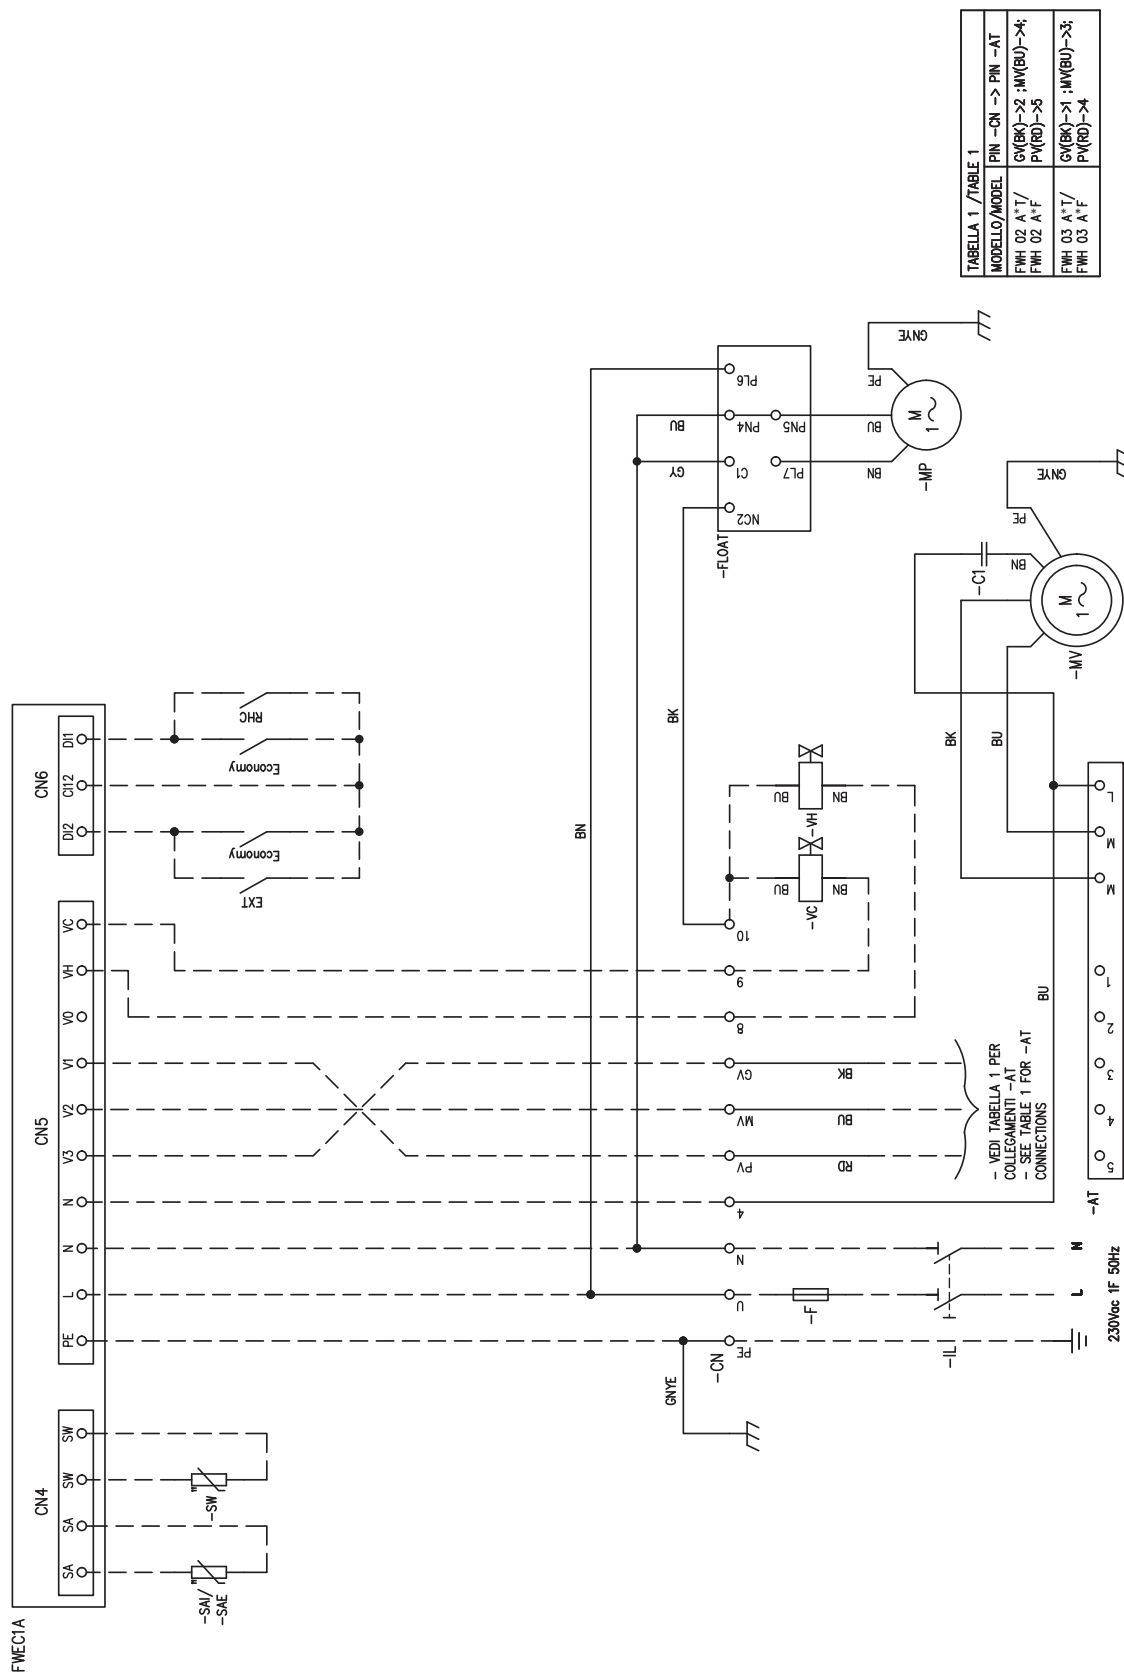 FWEC1A
CN4
SA
SA
SW
SW
CN5
PE
L
N
N
V3
V2
V1
V0
VH
VC
CN6
DI2
CI12
DI1
-SAI/
-SAE
-SW
EXT
Economy
Economy
RHC
GNYE
BN
BK
GY
BU
-FLOAT
NC2
C1
PN4
PL6
PL7
PN5
-CN
PE
U
N
4
PV
MV
GV
8
9
10
BU
BU
-VC
-VH
BN
BN
-F
RD
BU
BK
BN
BU
PE
GNYE
-MP
M
1
-IL
-C1
BN
PE
GNYE
BK
BU
-MV
M
1
- VEDI TABELLA 1 PER
COLLEGAMENTI -AT
- SEE TABLE 1 FOR -AT
CONNECTIONS
BU
-AT
5
4
3
2
1
M
M
L
L
N
230Vac 1F 50Hz
TABELLA 1 /TABLE 1
MODELLO/MODEL PIN -CN -> PIN -AT
FWH 02 A*T/ GV(BK)->2 ;MV(BU)->4;
FWH 02 A*F PV(RD)->5
FWH 03 A*T/ GV(BK)->1 ;MV(BU)->3;
FWH 03 A*F PV(RD)->4